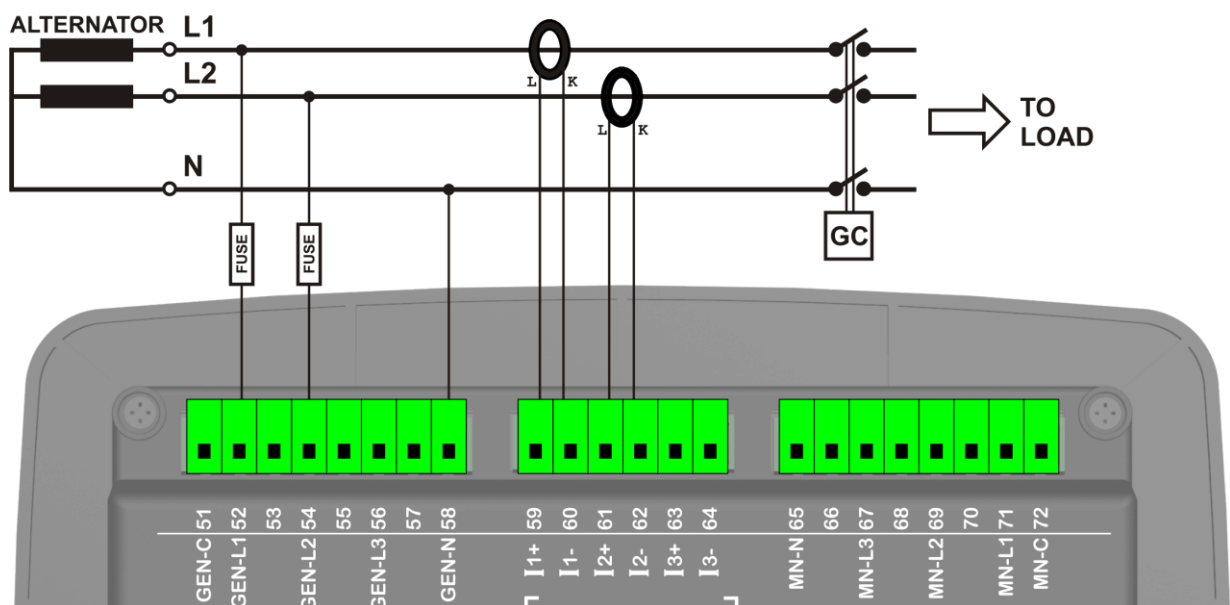 ALTERNATOR L1
L2
N
L K
L K
TO
LOAD
FUSE FUSE
GC
51 52 53 54 55 56 57 58 59 60 61 62 63 64 65 66 67 68 69 70 71 72
GEN-C GEN-L1 GEN-L2 GEN-L3 GEN-N I1+ I1- I2+ I2- I3+ I3- MN-N MN-L3 MN-L2 MN-L1 MN-C